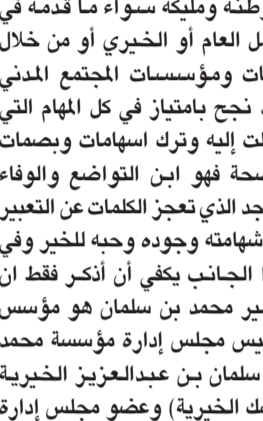 وطنه ومليكه سواء ما قدمه في
ل العام أو الخيري أو من خلال
ات ومؤسسات المجتمع المدني
نجح بامتياز في كل المهام التي
لت إليه وترك اسهامات وبصمات
ضحة فهو ابن التواضع والوفاء
جد الذي تعجز الكلمات عن التعبير
شهامته وجوده وحبه للخير وفي
ا الجانب يكفي أن أذكر فقط ان
ير محمد بن سلمان هو مؤسس
يس مجلس إدارة مؤسسة محمد
سلمان بن عبدالعزيز الخيرية
ك الخيرية) وعضو مجلس إدارة